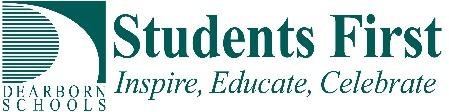 Students First
Inspire, Educate, Celebrate
DEARBORN
SCHOOLS